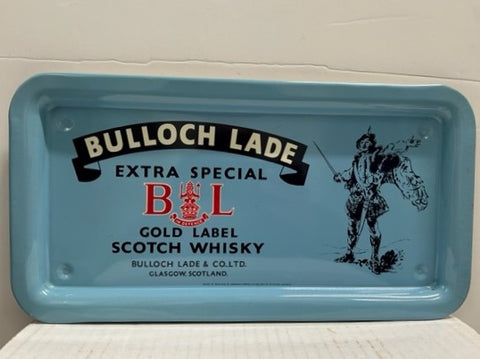 BULLOCH LADE
EXTRA SPECIAL
B L
GOLD LABEL
SCOTCH WHISKY
BULLOCH LADE & CO. LTD.
GLASGOW, SCOTLAND.